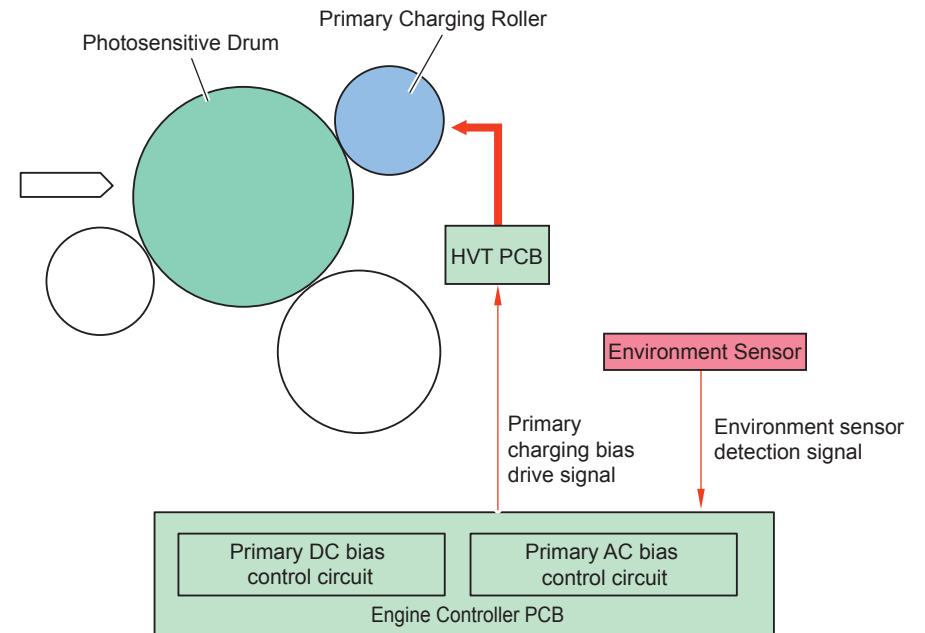 Primary Charging Roller
Photosensitive Drum
HVT PCB
Environment Sensor
Primary
charging bias
drive signal
Environment sensor
detection signal
Primary DC bias
control circuit
Primary AC bias
control circuit
Engine Controller PCB